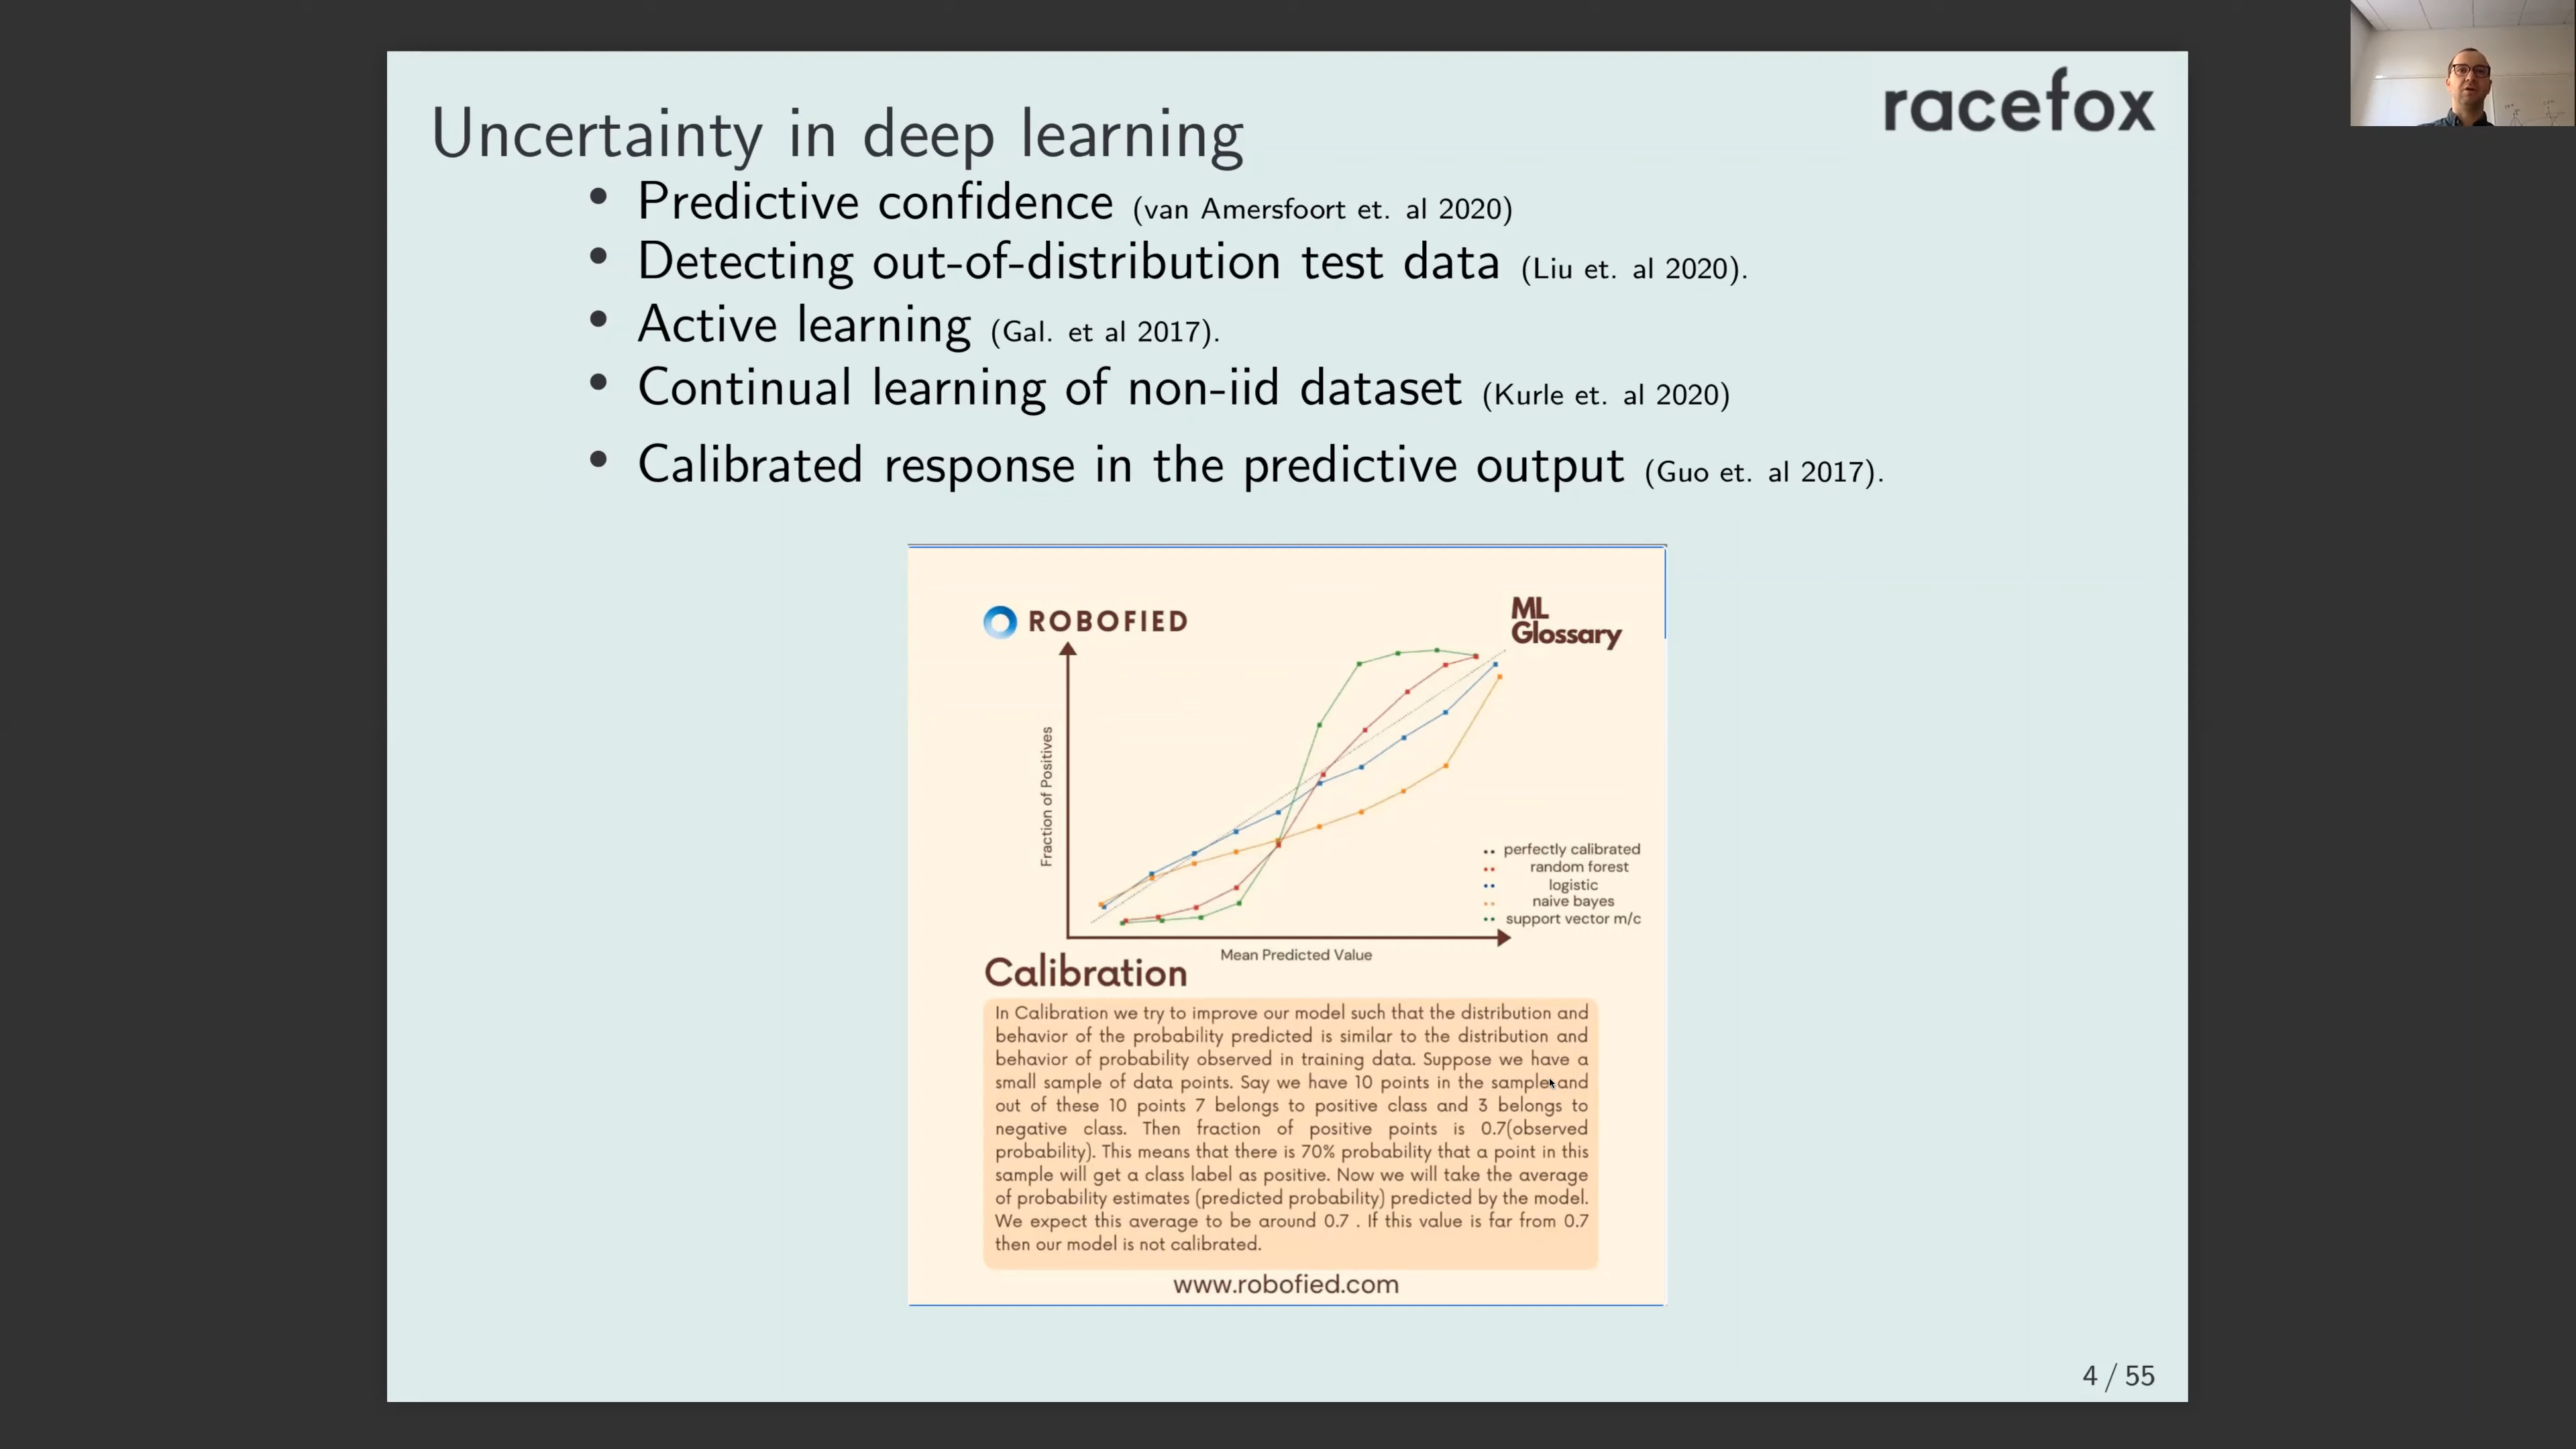 racefox
Uncertainty in deep learning
• Predictive confidence (van Amersfoort et. al 2020)
• Detecting out-of-distribution test data (Liu et. al 2020).
• Active learning (Gal. et al 2017).
• Continual learning of non-iid dataset (Kurle et. al 2020)
• Calibrated response in the predictive output (Guo et. al 2017).
ROBOFIED
ML
Glossary
Fraction of Positives
perfectly calibrated
random forest
logistic
naive bayes
support vector m/c
Mean Predicted Value
Calibration
In Calibration we try to improve our model such that the distribution and
behavior of the probability predicted is similar to the distribution and
behavior of probability observed in training data. Suppose we have a
small sample of data points. Say we have 10 points in the sample and
out of these 10 points 7 belongs to positive class and 3 belongs to
negative class. Then fraction of positive points is 0.7(observed
probability). This means that there is 70% probability that a point in this
sample will get a class label as positive. Now we will take the average
of probability estimates (predicted probability) predicted by the model.
We expect this average to be around 0.7 . If this value is far from 0.7
then our model is not calibrated.
www.robofied.com
4 / 55